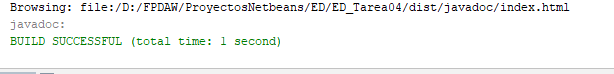 Browsing: file:/D:/FPDAW/ProyectosNetbeans/ED/ED_Tarea04/dist/javadoc/index.html
javadoc:
BUILD SUCCESSFUL (total time: 1 second)